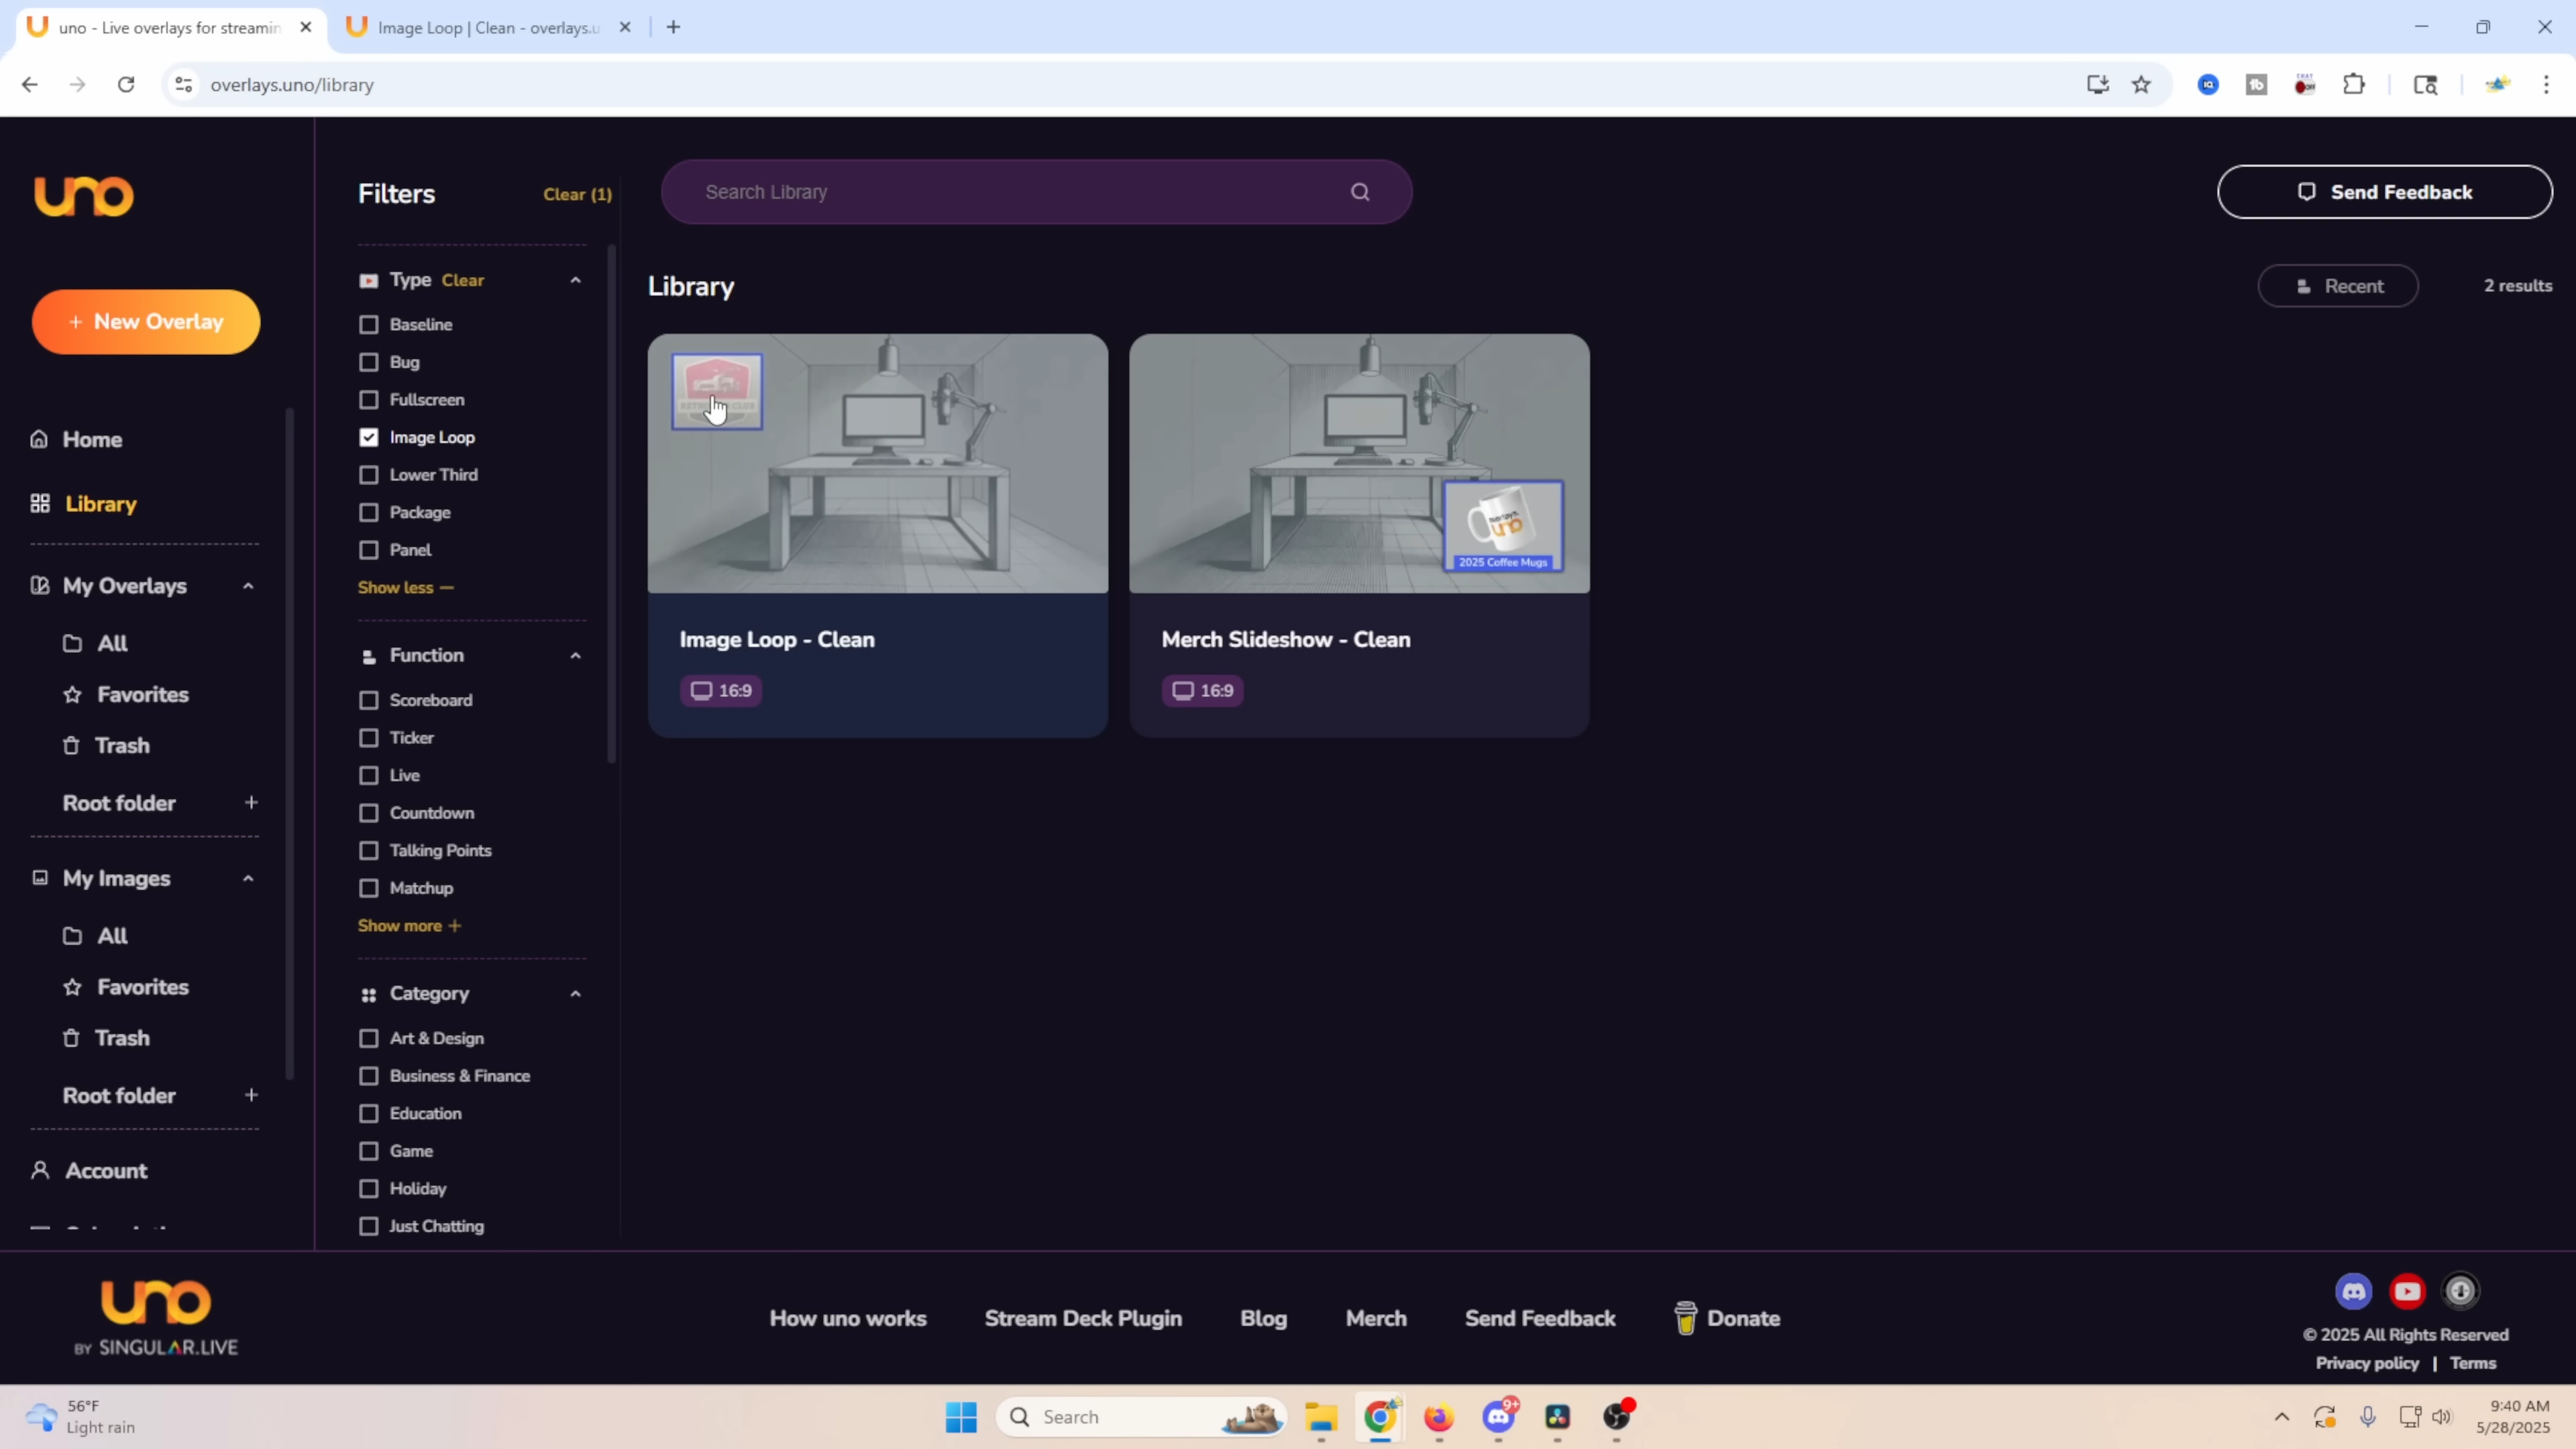 uno - Live overlays for streamin
Image Loop | Clean - overlays.u
overlays.uno/library
uno
+ New Overlay
Home
Library
My Overlays
All
Favorites
Trash
Root folder +
My Images
All
Favorites
Trash
Root folder +
Account
Filters
Clear (1)
Type Clear
Baseline
Bug
Fullscreen
Image Loop
Lower Third
Package
Panel
Show less —
Function
Scoreboard
Ticker
Live
Countdown
Talking Points
Matchup
Show more +
Category
Art & Design
Business & Finance
Education
Game
Holiday
Just Chatting
Search Library
Send Feedback
Library
Recent
2 results
Image Loop - Clean
16:9
uno
2025 Coffee Mugs
Merch Slideshow - Clean
16:9
uno
BY SINGULAR.LIVE
How uno works
Stream Deck Plugin
Blog
Merch
Send Feedback
Donate
© 2025 All Rights Reserved
Privacy policy | Terms
56°F
Light rain
Search
9+
9:40 AM
5/28/2025